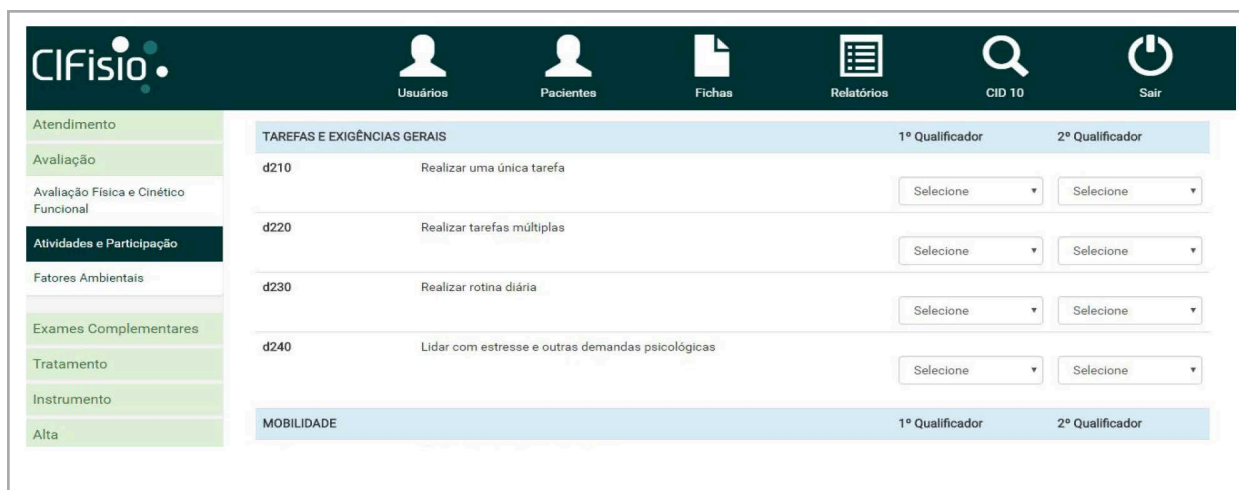 CIFisio
Usuários
Pacientes
Fichas
Relatórios
CID 10
Sair
Atendimento
Avaliação
Avaliação Física e Cinético
Funcional
Atividades e Participação
Fatores Ambientais
Exames Complementares
Tratamento
Instrumento
Alta
TAREFAS E EXIGÊNCIAS GERAIS 1º Qualificador 2º Qualificador
d210 Realizar uma única tarefa
Selecione Selecione
d220 Realizar tarefas múltiplas
Selecione Selecione
d230 Realizar rotina diária
Selecione Selecione
d240 Lidar com estresse e outras demandas psicológicas
Selecione Selecione
MOBILIDADE 1º Qualificador 2º Qualificador